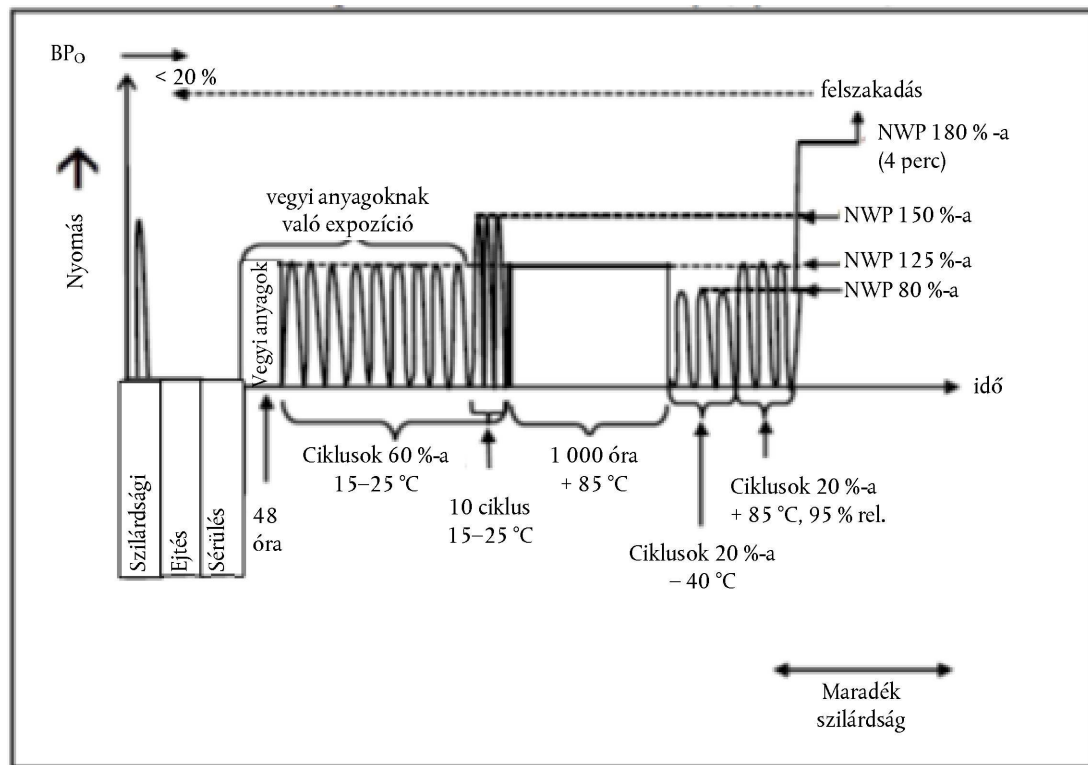 BPO
< 20 %
felszakadás
NWP 180 % -a
(4 perc)
Nyomás
vegyi anyagoknak
való expozíció
NWP 150 %-a
NWP 125 %-a
NWP 80 %-a
Vegyi anyagok
idő
Szilárdsági
Ejtés
Sérülés
48
óra
Ciklusok 60 %-a
15–25 °C
10 ciklus
15–25 °C
1 000 óra
+ 85 °C
Ciklusok 20 %-a
– 40 °C
Ciklusok 20 %-a
+ 85 °C, 95 % rel.
Maradék
szilárdság